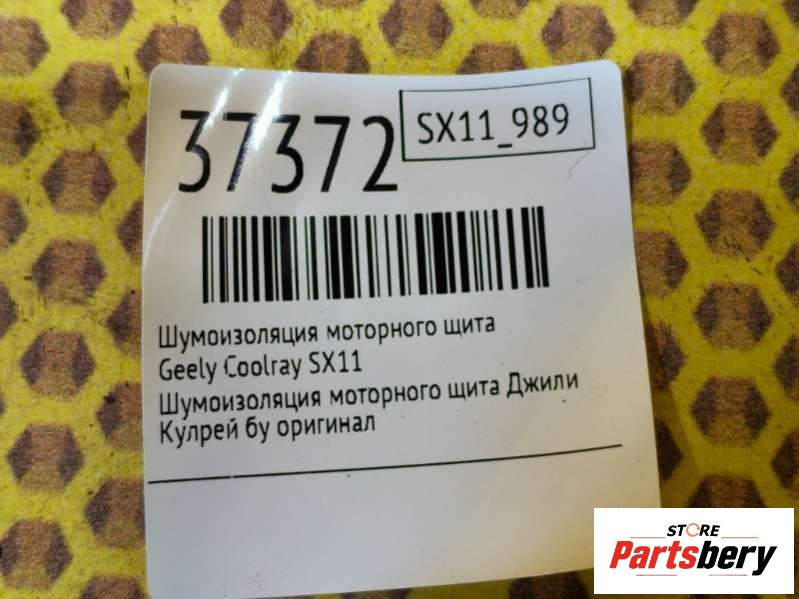 37372
SX11_989
Шумоизоляция моторного щита
Geely Coolray SX11
Шумоизоляция моторного щита Джили
Кулрей бу оригинал
STORE
Partsbery